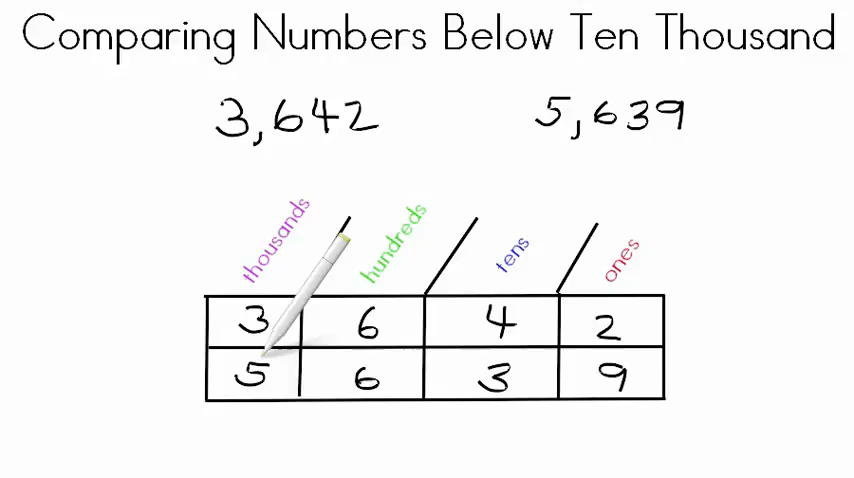 Comparing Numbers Below Ten Thousand
3,642 5,639
thousands hundreds tens ones
3 6 4 2
5 6 3 9